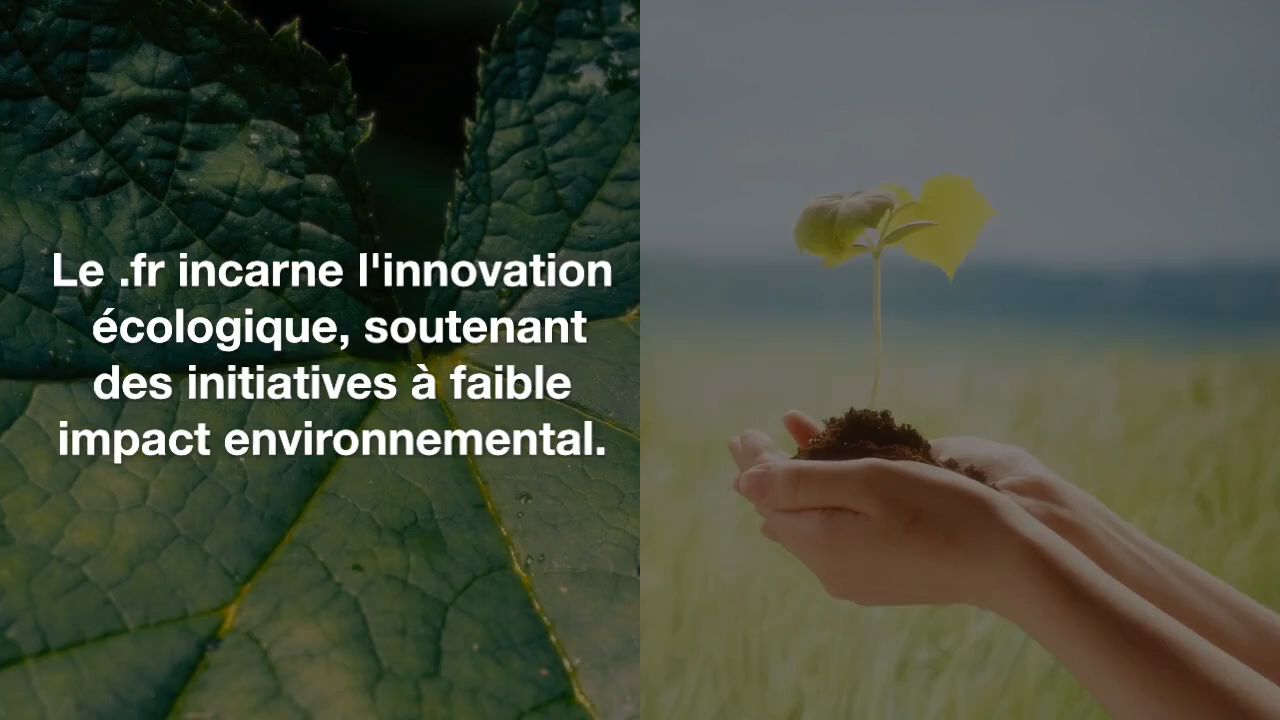 Le .fr incarne l'innovation
écologique, soutenant
des initiatives à faible
impact environnemental.